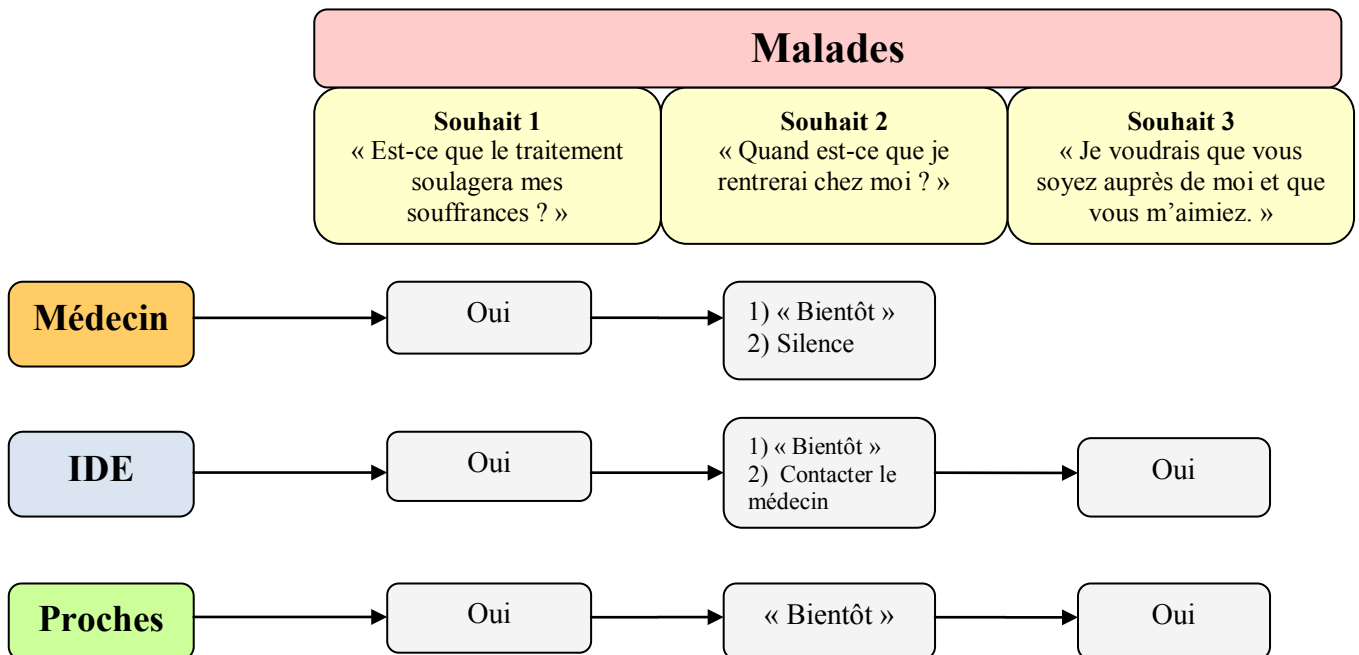 Malades
Souhait 1
« Est-ce que le traitement
soulagera mes
souffrances ? »
Souhait 2
« Quand est-ce que je
rentrerai chez moi ? »
Souhait 3
« Je voudrais que vous
soyez auprès de moi et que
vous m’aimiez. »
Médecin
Oui
1) « Bientôt »
2) Silence
IDE
Oui
1) « Bientôt »
2) Contacter le
médecin
Oui
Proches
Oui
« Bientôt »
Oui